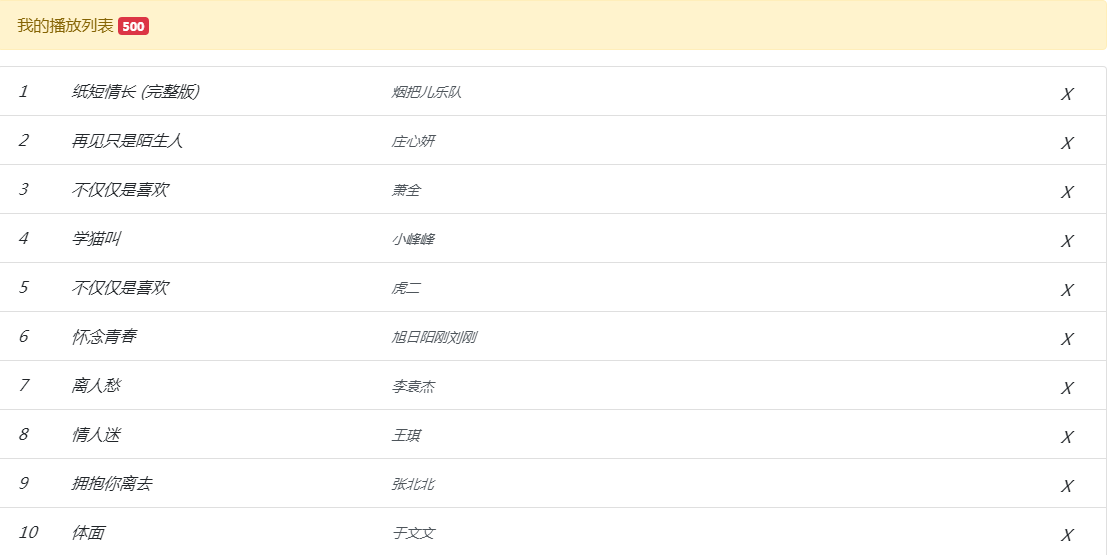 我的播放列表 500
1 纸短情长 (完整版) 烟把儿乐队 X
2 再见只是陌生人 庄心妍 X
3 不仅仅是喜欢 萧全 X
4 学猫叫 小峰峰 X
5 不仅仅是喜欢 虎二 X
6 怀念青春 旭日阳刚刘刚 X
7 离人愁 李袁杰 X
8 情人迷 王琪 X
9 拥抱你离去 张北北 X
10 体面 于文文 X